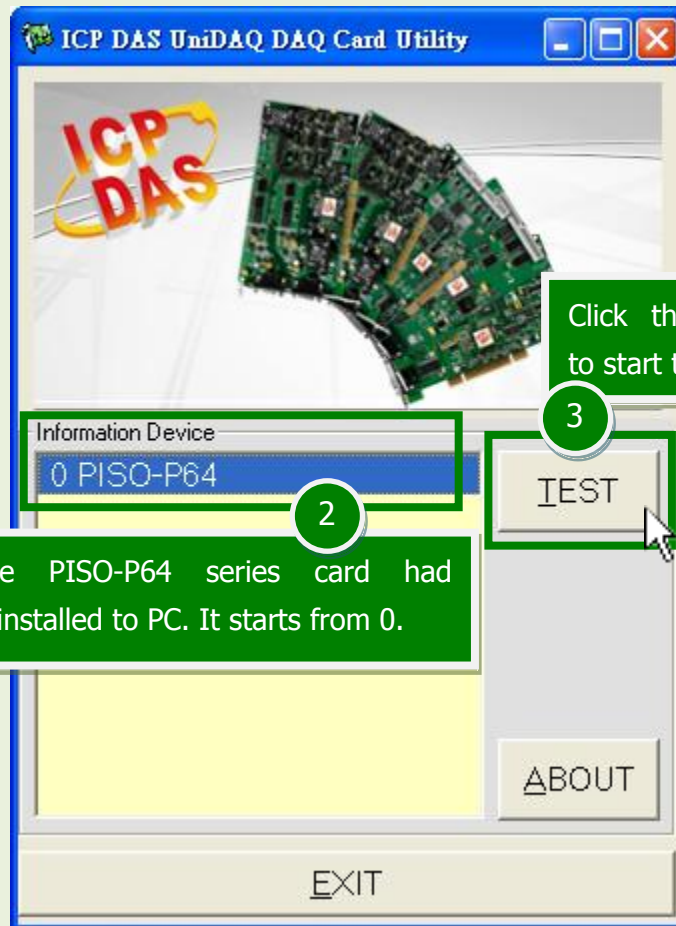 ICP DAS UniDAQ DAQ Card Utility
ICP
DAS
Click
to start
3
Information Device
0 PISO-P64
TEST
2
PISO-P64 series card had
installed to PC. It starts from 0.
ABOUT
EXIT